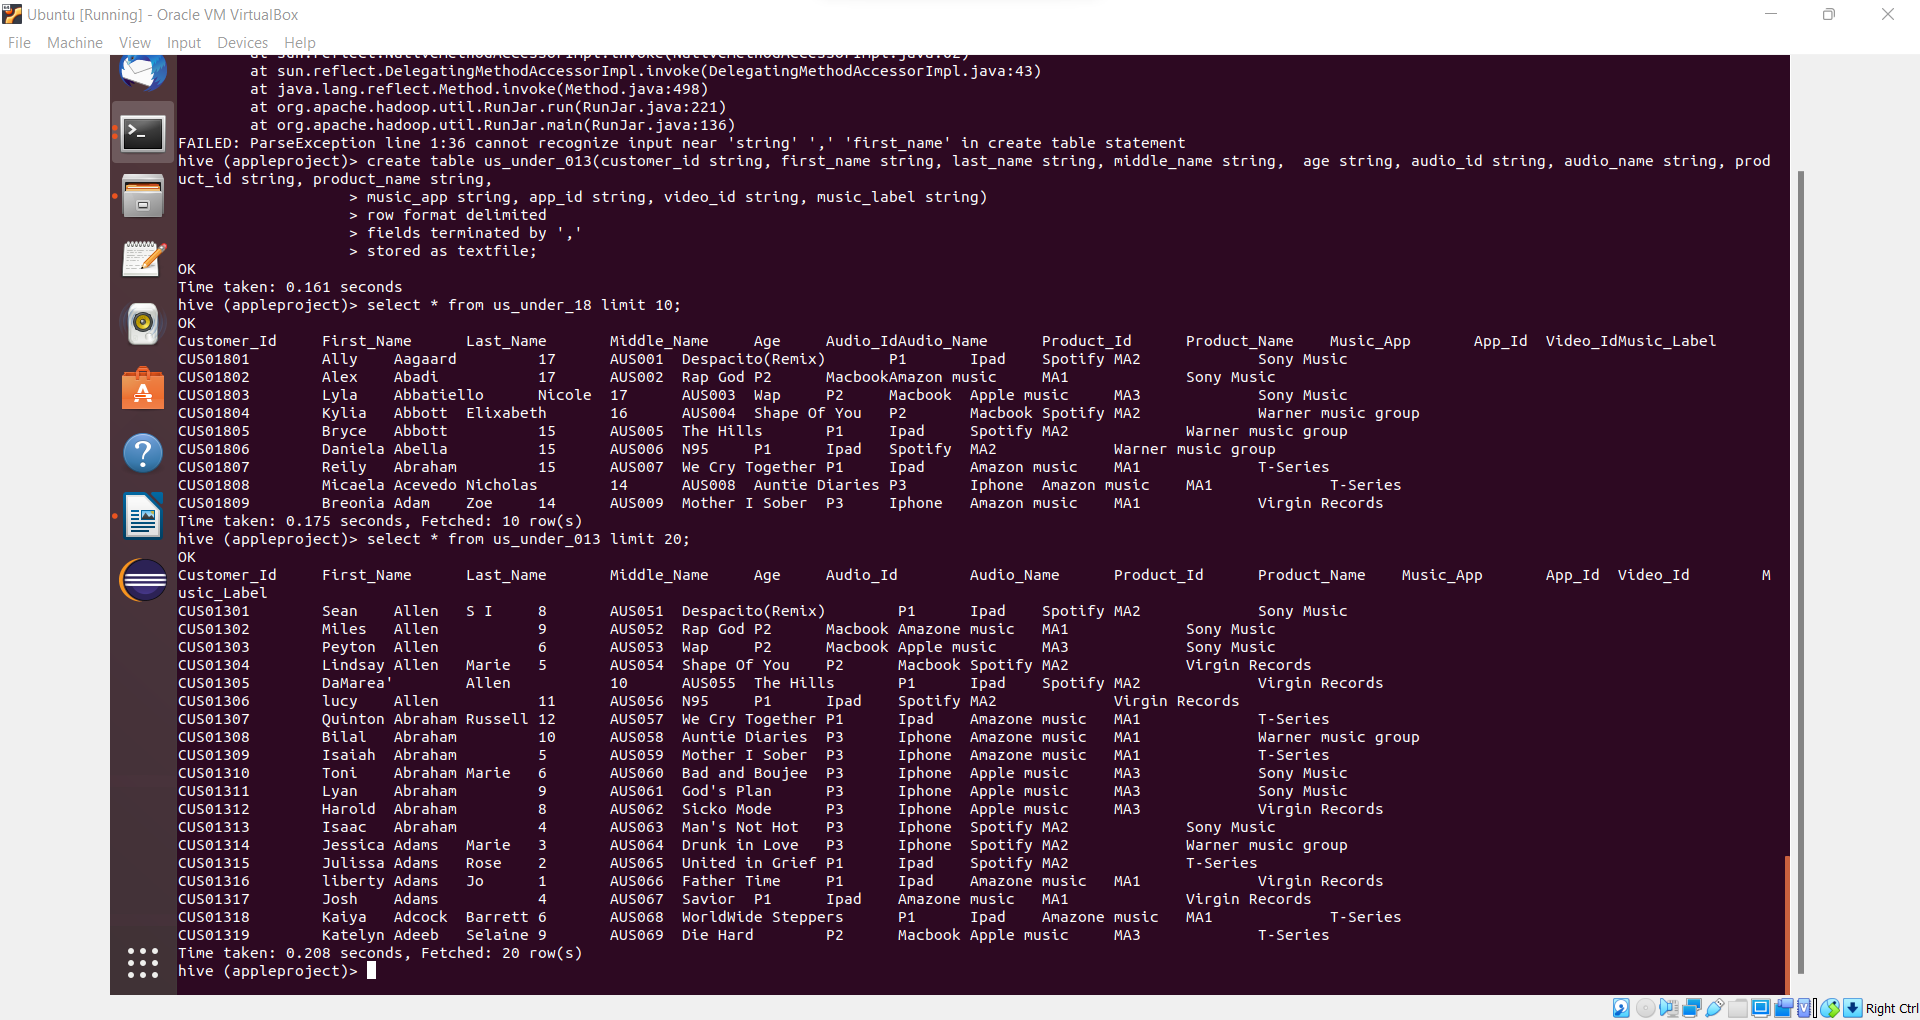 Ubuntu [Running] - Oracle VM VirtualBox
File Machine View Input Devices Help
at sun.reflect.NativeMethodAccessorImpl.invoke(NativeMethodAccessorImpl.java:62)
at sun.reflect.DelegatingMethodAccessorImpl.invoke(DelegatingMethodAccessorImpl.java:43)
at java.lang.reflect.Method.invoke(Method.java:498)
at org.apache.hadoop.util.RunJar.run(RunJar.java:221)
at org.apache.hadoop.util.RunJar.main(RunJar.java:136)
FAILED: ParseException line 1:36 cannot recognize input near 'string' ',' 'first_name' in create table statement
hive (appleproject)> create table us_under_013(customer_id string, first_name string, last_name string, middle_name string,  age string, audio_id string, audio_name string, prod
uct_id string, product_name string,
> music_app string, app_id string, video_id string, music_label string)
> row format delimited
> fields terminated by ','
> stored as textfile;
OK
Time taken: 0.161 seconds
hive (appleproject)> select * from us_under_18 limit 10;
OK
Customer_Id First_Name Last_Name Middle_Name Age Audio_IdAudio_Name Product_Id Product_Name Music_App App_Id Video_IdMusic_Label
CUS01801 Ally Aagaard 17 AUS001 Despacito(Remix) P1 Ipad Spotify MA2 Sony Music
CUS01802 Alex Abadi 17 AUS002 Rap God P2 MacbookAmazon music MA1 Sony Music
CUS01803 Lyla Abbatiello Nicole 17 AUS003 Wap P2 Macbook Apple music MA3 Sony Music
CUS01804 Kylia Abbott Elixabeth 16 AUS004 Shape Of You P2 Macbook Spotify MA2 Warner music group
CUS01805 Bryce Abbott 15 AUS005 The Hills P1 Ipad Spotify MA2 Warner music group
CUS01806 Daniela Abella 15 AUS006 N95 P1 Ipad Spotify MA2 Warner music group
CUS01807 Reily Abraham 15 AUS007 We Cry Together P1 Ipad Amazon music MA1 T-Series
CUS01808 Micaela Acevedo Nicholas 14 AUS008 Auntie Diaries P3 Iphone Amazon music MA1 T-Series
CUS01809 Breonia Adam Zoe 14 AUS009 Mother I Sober P3 Iphone Amazon music MA1 Virgin Records
Time taken: 0.175 seconds, Fetched: 10 row(s)
hive (appleproject)> select * from us_under_013 limit 20;
OK
Customer_Id First_Name Last_Name Middle_Name Age Audio_Id Audio_Name Product_Id Product_Name Music_App App_Id Video_Id M
usic_Label
CUS01301 Sean Allen S I 8 AUS051 Despacito(Remix) P1 Ipad Spotify MA2 Sony Music
CUS01302 Miles Allen 9 AUS052 Rap God P2 Macbook Amazone music MA1 Sony Music
CUS01303 Peyton Allen 6 AUS053 Wap P2 Macbook Apple music MA3 Sony Music
CUS01304 Lindsay Allen Marie 5 AUS054 Shape Of You P2 Macbook Spotify MA2 Virgin Records
CUS01305 DaMarea' Allen 10 AUS055 The Hills P1 Ipad Spotify MA2 Virgin Records
CUS01306 lucy Allen 11 AUS056 N95 P1 Ipad Spotify MA2 Virgin Records
CUS01307 Quinton Abraham Russell 12 AUS057 We Cry Together P1 Ipad Amazone music MA1 T-Series
CUS01308 Bilal Abraham 10 AUS058 Auntie Diaries P3 Iphone Amazone music MA1 Warner music group
CUS01309 Isaiah Abraham 5 AUS059 Mother I Sober P3 Iphone Amazone music MA1 T-Series
CUS01310 Toni Abraham Marie 6 AUS060 Bad and Boujee P3 Iphone Apple music MA3 Sony Music
CUS01311 Lyan Abraham 9 AUS061 God's Plan P3 Iphone Apple music MA3 Sony Music
CUS01312 Harold Abraham 8 AUS062 Sicko Mode P3 Iphone Apple music MA3 Virgin Records
CUS01313 Isaac Abraham 4 AUS063 Man's Not Hot P3 Iphone Spotify MA2 Sony Music
CUS01314 Jessica Adams Marie 3 AUS064 Drunk in Love P3 Iphone Spotify MA2 Warner music group
CUS01315 Julissa Adams Rose 2 AUS065 United in Grief P1 Ipad Spotify MA2 T-Series
CUS01316 liberty Adams Jo 1 AUS066 Father Time P1 Ipad Amazone music MA1 Virgin Records
CUS01317 Josh Adams 4 AUS067 Savior P1 Ipad Amazone music MA1 Virgin Records
CUS01318 Kaiya Adcock Barrett 6 AUS068 WorldWide Steppers P1 Ipad Amazone music MA1 T-Series
CUS01319 Katelyn Adeeb Selaine 9 AUS069 Die Hard P2 Macbook Apple music MA3 T-Series
Time taken: 0.208 seconds, Fetched: 20 row(s)
hive (appleproject)>
Right Ctrl